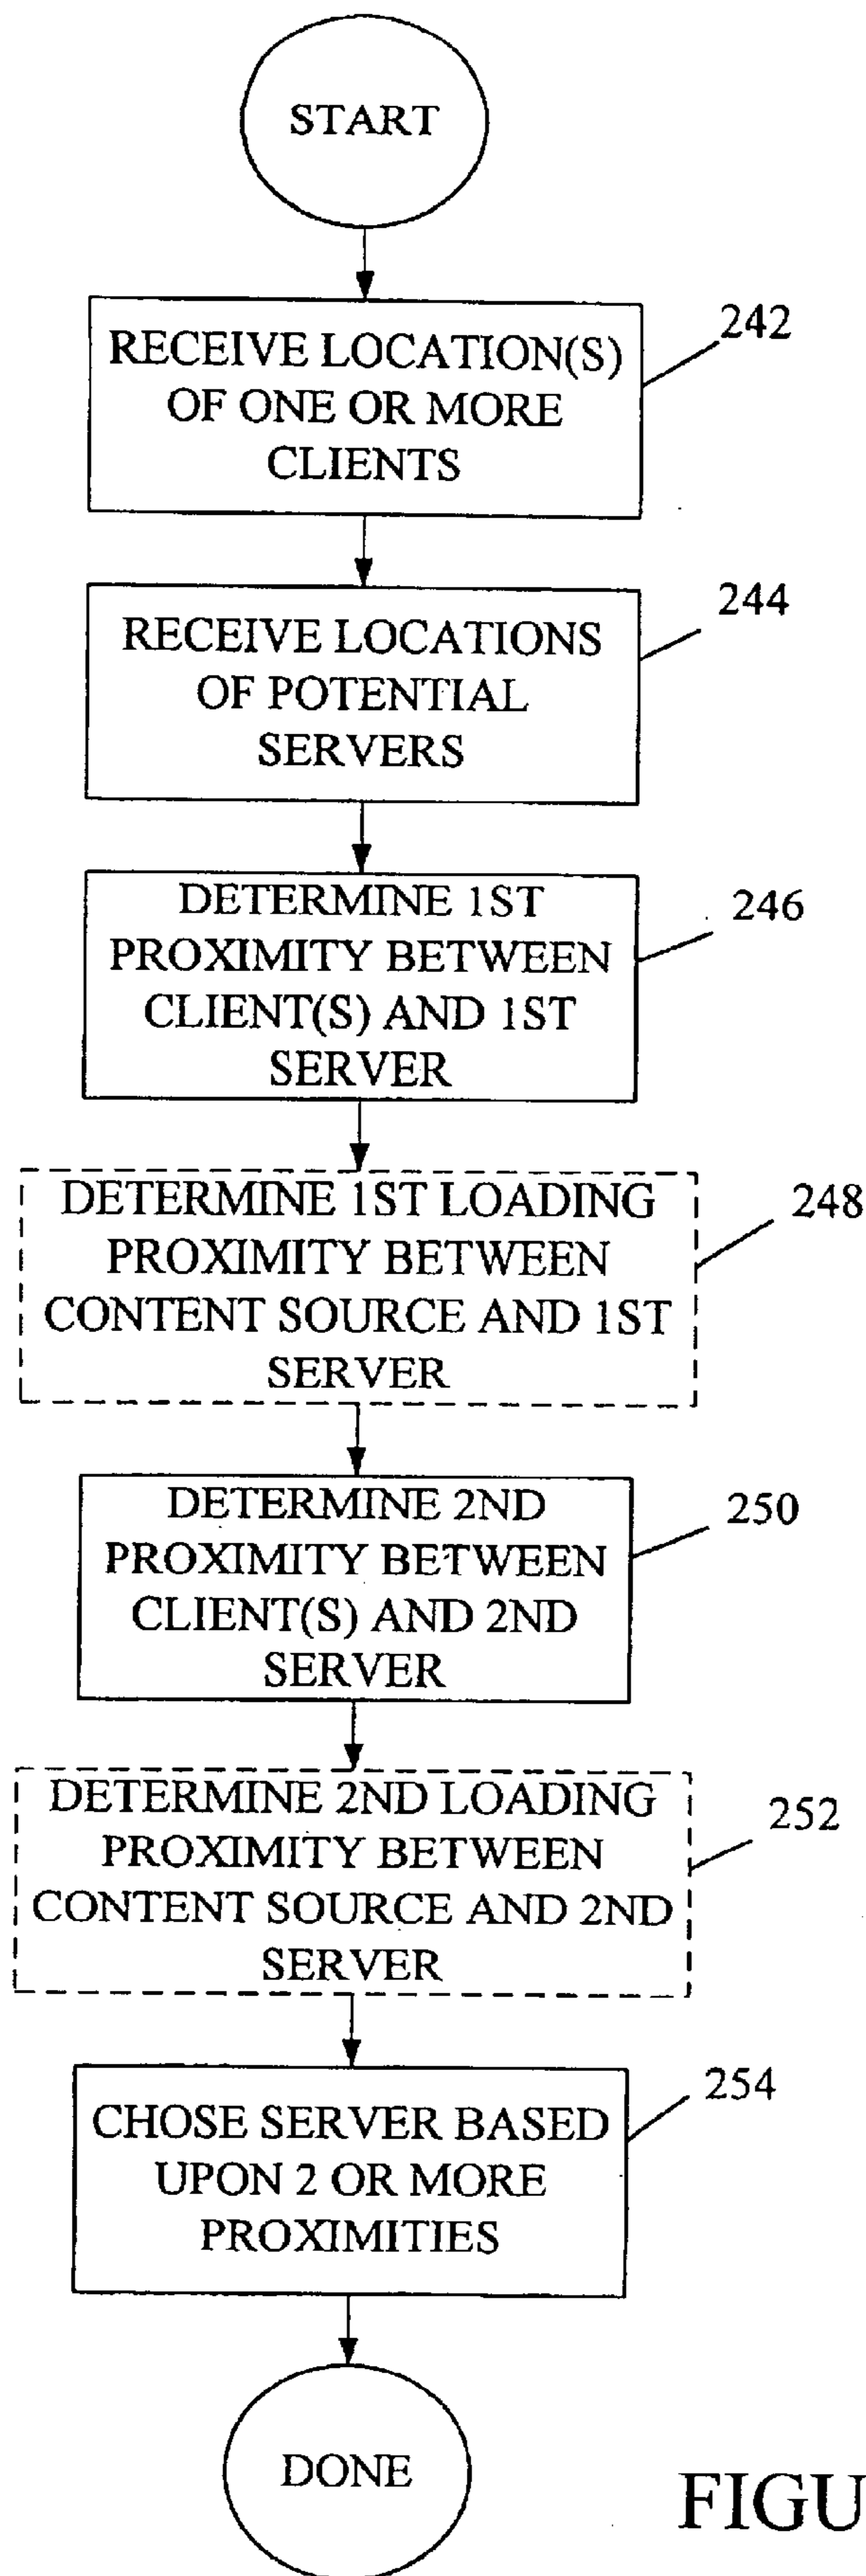 START
RECEIVE LOCATION(S)
OF ONE OR MORE
CLIENTS
242
RECEIVE LOCATIONS
OF POTENTIAL
SERVERS
244
DETERMINE 1ST
PROXIMITY BETWEEN
CLIENT(S) AND 1ST
SERVER
246
DETERMINE 1ST LOADING
PROXIMITY BETWEEN
CONTENT SOURCE AND 1ST
SERVER
248
DETERMINE 2ND
PROXIMITY BETWEEN
CLIENT(S) AND 2ND
SERVER
250
DETERMINE 2ND LOADING
PROXIMITY BETWEEN
CONTENT SOURCE AND 2ND
SERVER
252
CHOSE SERVER BASED
UPON 2 OR MORE
PROXIMITIES
254
DONE
FIGU